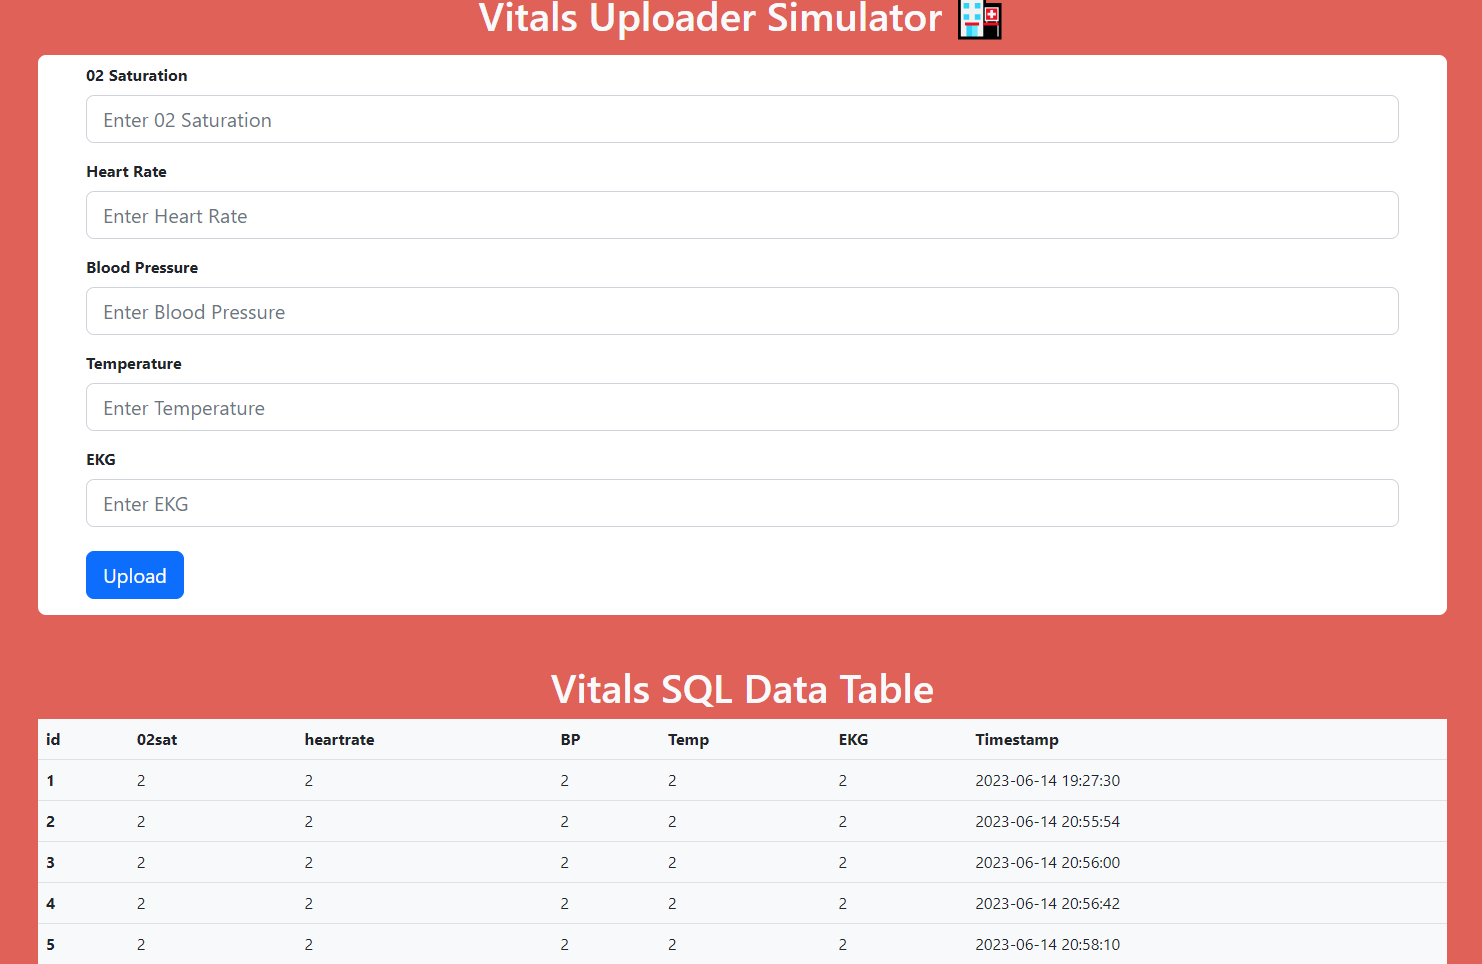 Vitals Uploader Simulator
02 Saturation
Enter 02 Saturation
Heart Rate
Enter Heart Rate
Blood Pressure
Enter Blood Pressure
Temperature
Enter Temperature
EKG
Enter EKG
Upload
Vitals SQL Data Table
id 02sat heartrate BP Temp EKG Timestamp
1 2 2 2 2 2 2023-06-14 19:27:30
2 2 2 2 2 2 2023-06-14 20:55:54
3 2 2 2 2 2 2023-06-14 20:56:00
4 2 2 2 2 2 2023-06-14 20:56:42
5 2 2 2 2 2 2023-06-14 20:58:10